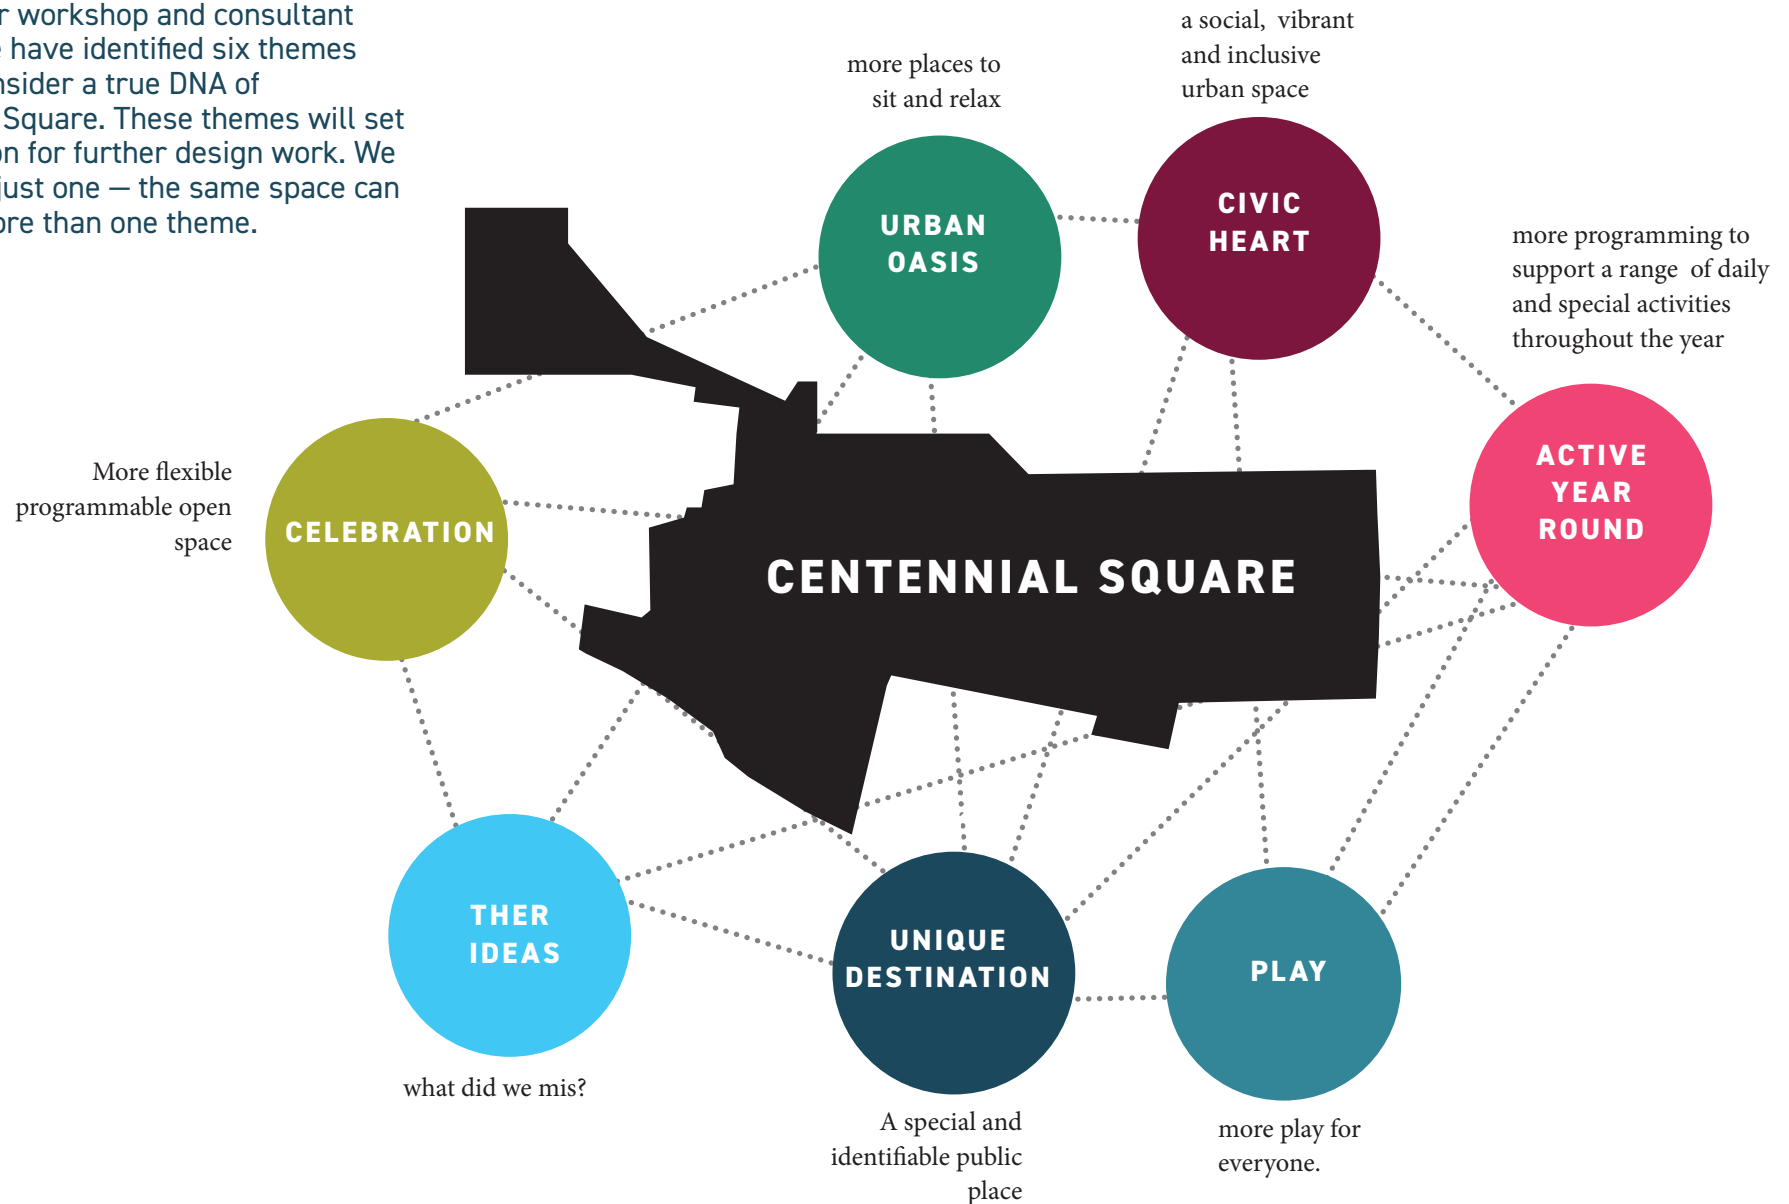 r workshop and consultant
e have identified six themes
nsider a true DNA of
Square. These themes will set
on for further design work. We
just one — the same space can
ore than one theme.
more places to
sit and relax
a social, vibrant
and inclusive
urban space
URBAN
OASIS
CIVIC
HEART
more programming to
support a range of daily
and special activities
throughout the year
ACTIVE
YEAR
ROUND
More flexible
programmable open
space
CELEBRATION
CENTENNIAL SQUARE
THER
IDEAS
what did we mis?
UNIQUE
DESTINATION
A special and
identifiable public
place
PLAY
more play for
everyone.